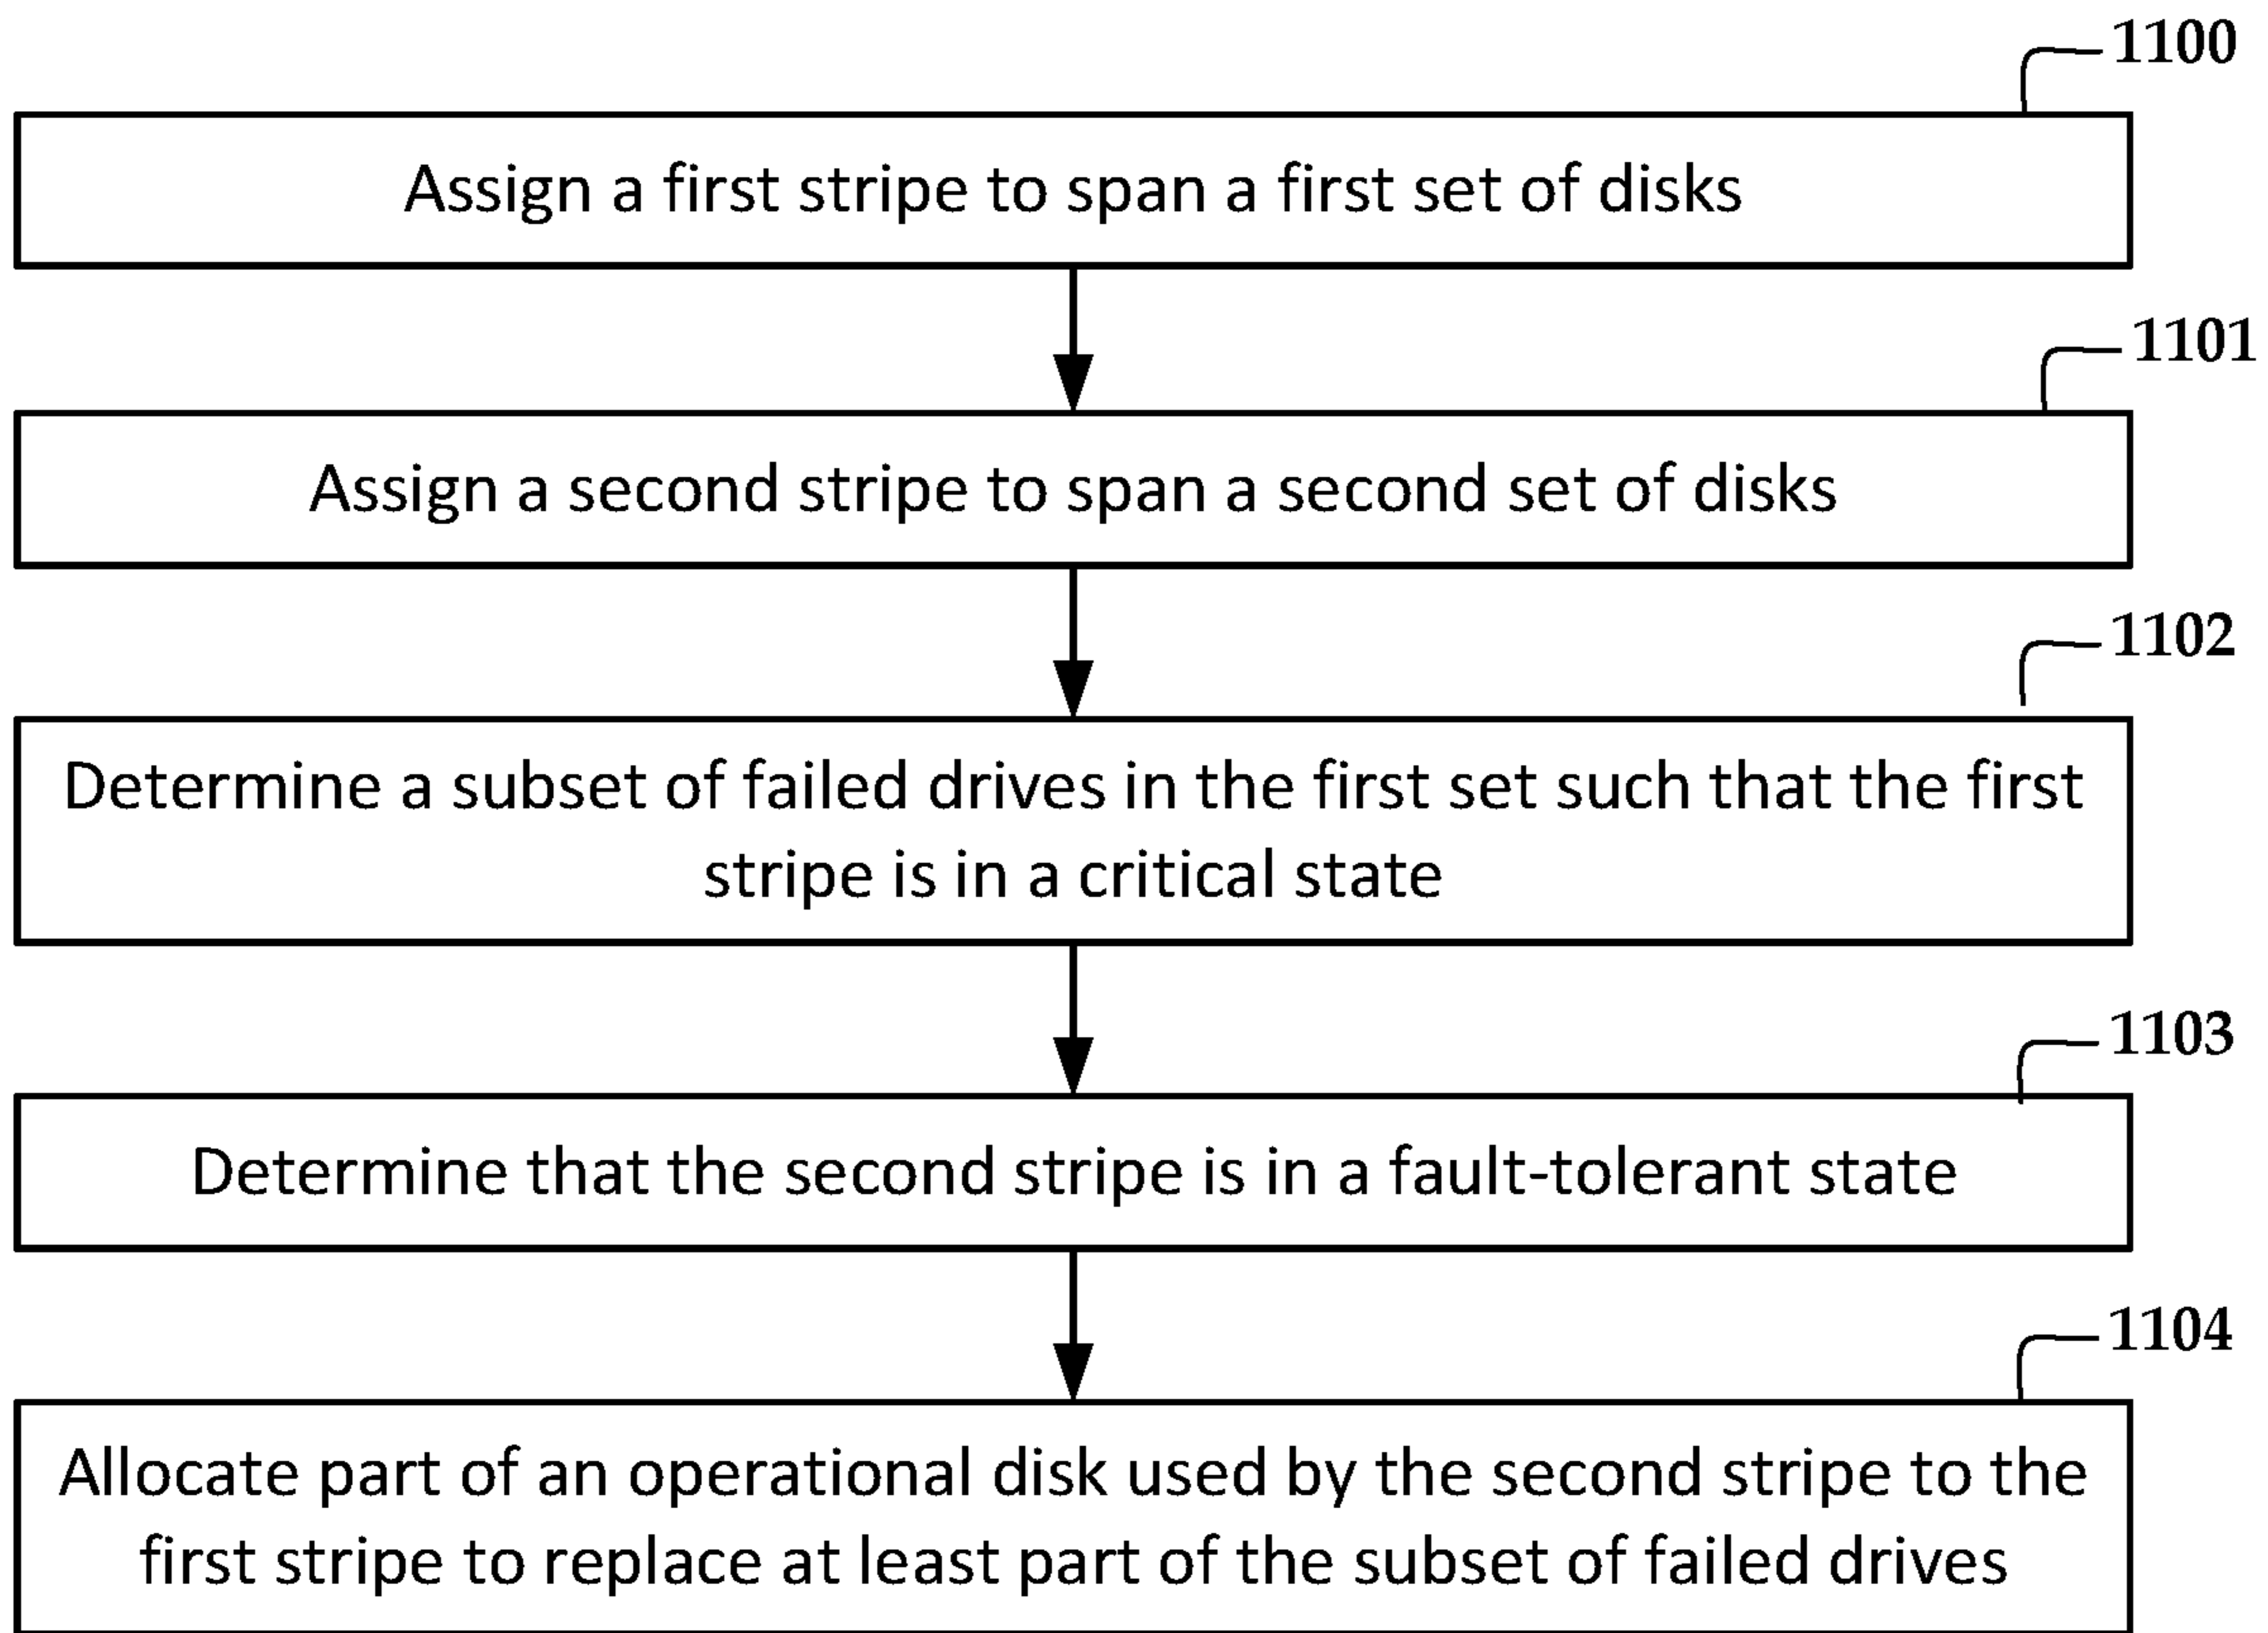 1100
Assign a first stripe to span a first set of disks
1101
Assign a second stripe to span a second set of disks
1102
Determine a subset of failed drives in the first set such that the first
stripe is in a critical state
1103
Determine that the second stripe is in a fault-tolerant state
1104
Allocate part of an operational disk used by the second stripe to the
first stripe to replace at least part of the subset of failed drives